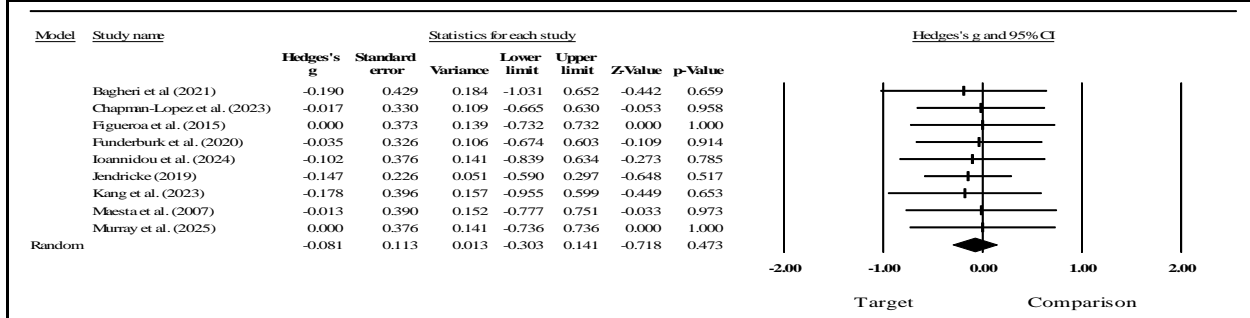 Model Study name Statistics for each study Hedges's g and 95% CI
Hedges's Standard Lower Upper
g error Variance limit limit Z-Value p-Value
Bagheri et al (2021) -0.190 0.429 0.184 -1.031 0.652 -0.442 0.659
Chapman-Lopez et al. (2023) -0.017 0.330 0.109 -0.665 0.630 -0.053 0.958
Figueroa et al. (2015) 0.000 0.373 0.139 -0.732 0.732 0.000 1.000
Funderburk et al. (2020) -0.035 0.326 0.106 -0.674 0.603 -0.109 0.914
Ioannidou et al. (2024) -0.102 0.376 0.141 -0.839 0.634 -0.273 0.785
Jendricke (2019) -0.147 0.226 0.051 -0.590 0.297 -0.648 0.517
Kang et al. (2023) -0.178 0.396 0.157 -0.955 0.599 -0.449 0.653
Maesta et al. (2007) -0.013 0.390 0.152 -0.777 0.751 -0.033 0.973
Murray et al. (2025) 0.000 0.376 0.141 -0.736 0.736 0.000 1.000
Random -0.081 0.113 0.013 -0.303 0.141 -0.718 0.473
-2.00 -1.00 0.00 1.00 2.00
Target Comparison